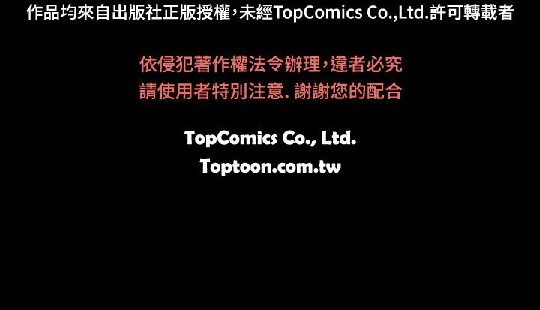 作品均來自出版社正版授權，未經TopComics Co.,Ltd.許可轉載者
依侵犯著作權法令辦理，違者必究
請使用者特別注意. 謝謝您的配合
TopComics Co., Ltd.
Toptoon.com.tw